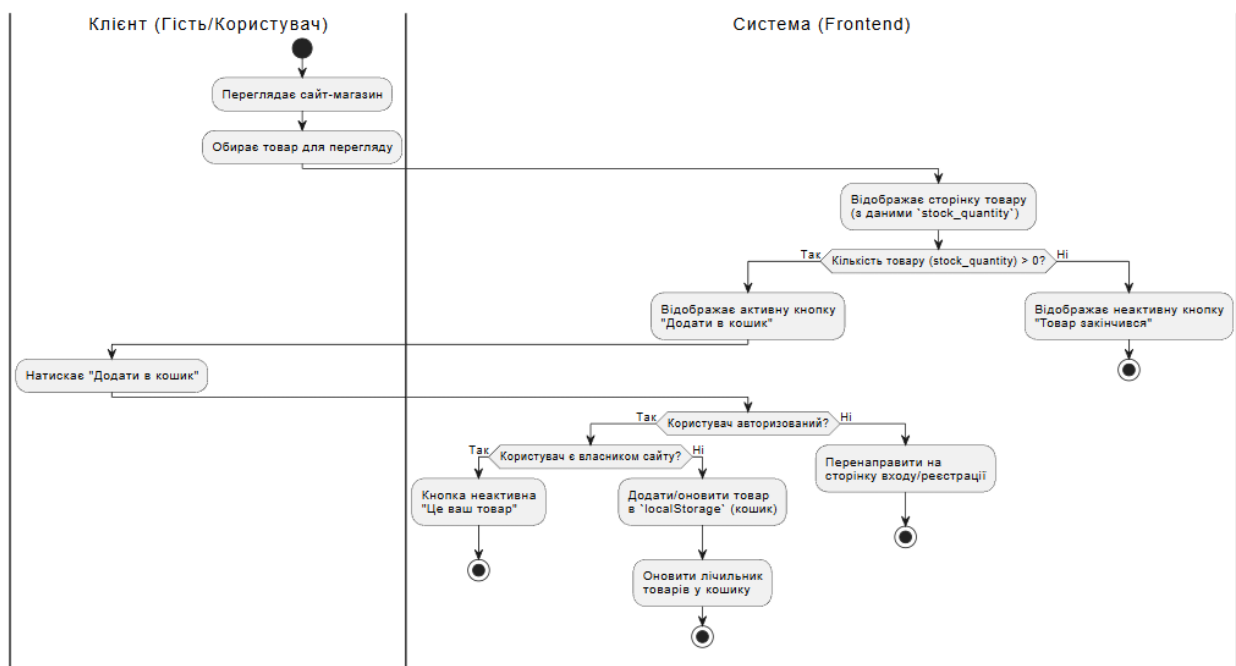 Клієнт (Гість/Користувач)
Система (Frontend)
Переглядає сайт-магазин
Обирає товар для перегляду
Відображає сторінку товару
(з даними `stock_quantity`)
Так
Кількість товару (stock_quantity) > 0?
Ні
Відображає активну кнопку
"Додати в кошик"
Відображає неактивну кнопку
"Товар закінчився"
Натискає "Додати в кошик"
Так
Користувач авторизований?
Ні
Так
Користувач є власником сайту?
Ні
Перенаправити на
сторінку входу/реєстрації
Кнопка неактивна
"Це ваш товар"
Додати/оновити товар
в `localStorage` (кошик)
Оновити лічильник
товарів у кошику